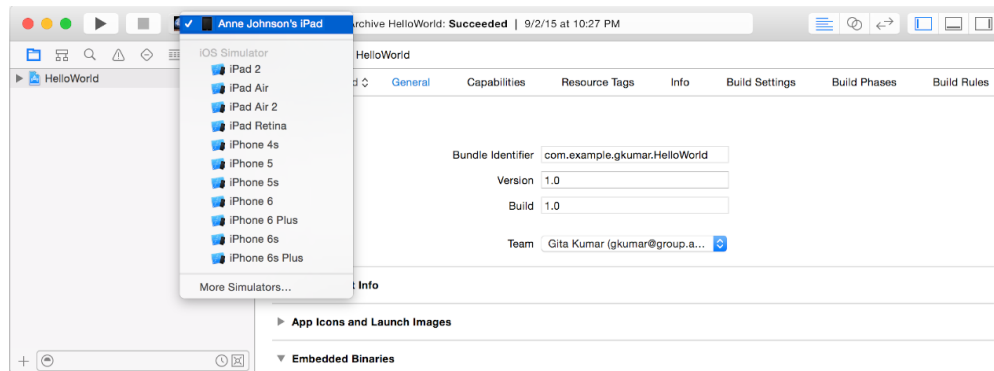 Anne Johnson's iPad
rchive HelloWorld: Succeeded | 9/2/15 at 10:27 PM
iOS Simulator
iPad 2
iPad Air
iPad Air 2
iPad Retina
iPhone 4s
iPhone 5
iPhone 5s
iPhone 6
iPhone 6 Plus
iPhone 6s
iPhone 6s Plus
More Simulators...
HelloWorld
HelloWorld
d General Capabilities Resource Tags Info Build Settings Build Phases Build Rules
Bundle Identifier com.example.gkumar.HelloWorld
Version 1.0
Build 1.0
Team Gita Kumar (gkumar@group.a...
t Info
App Icons and Launch Images
Embedded Binaries